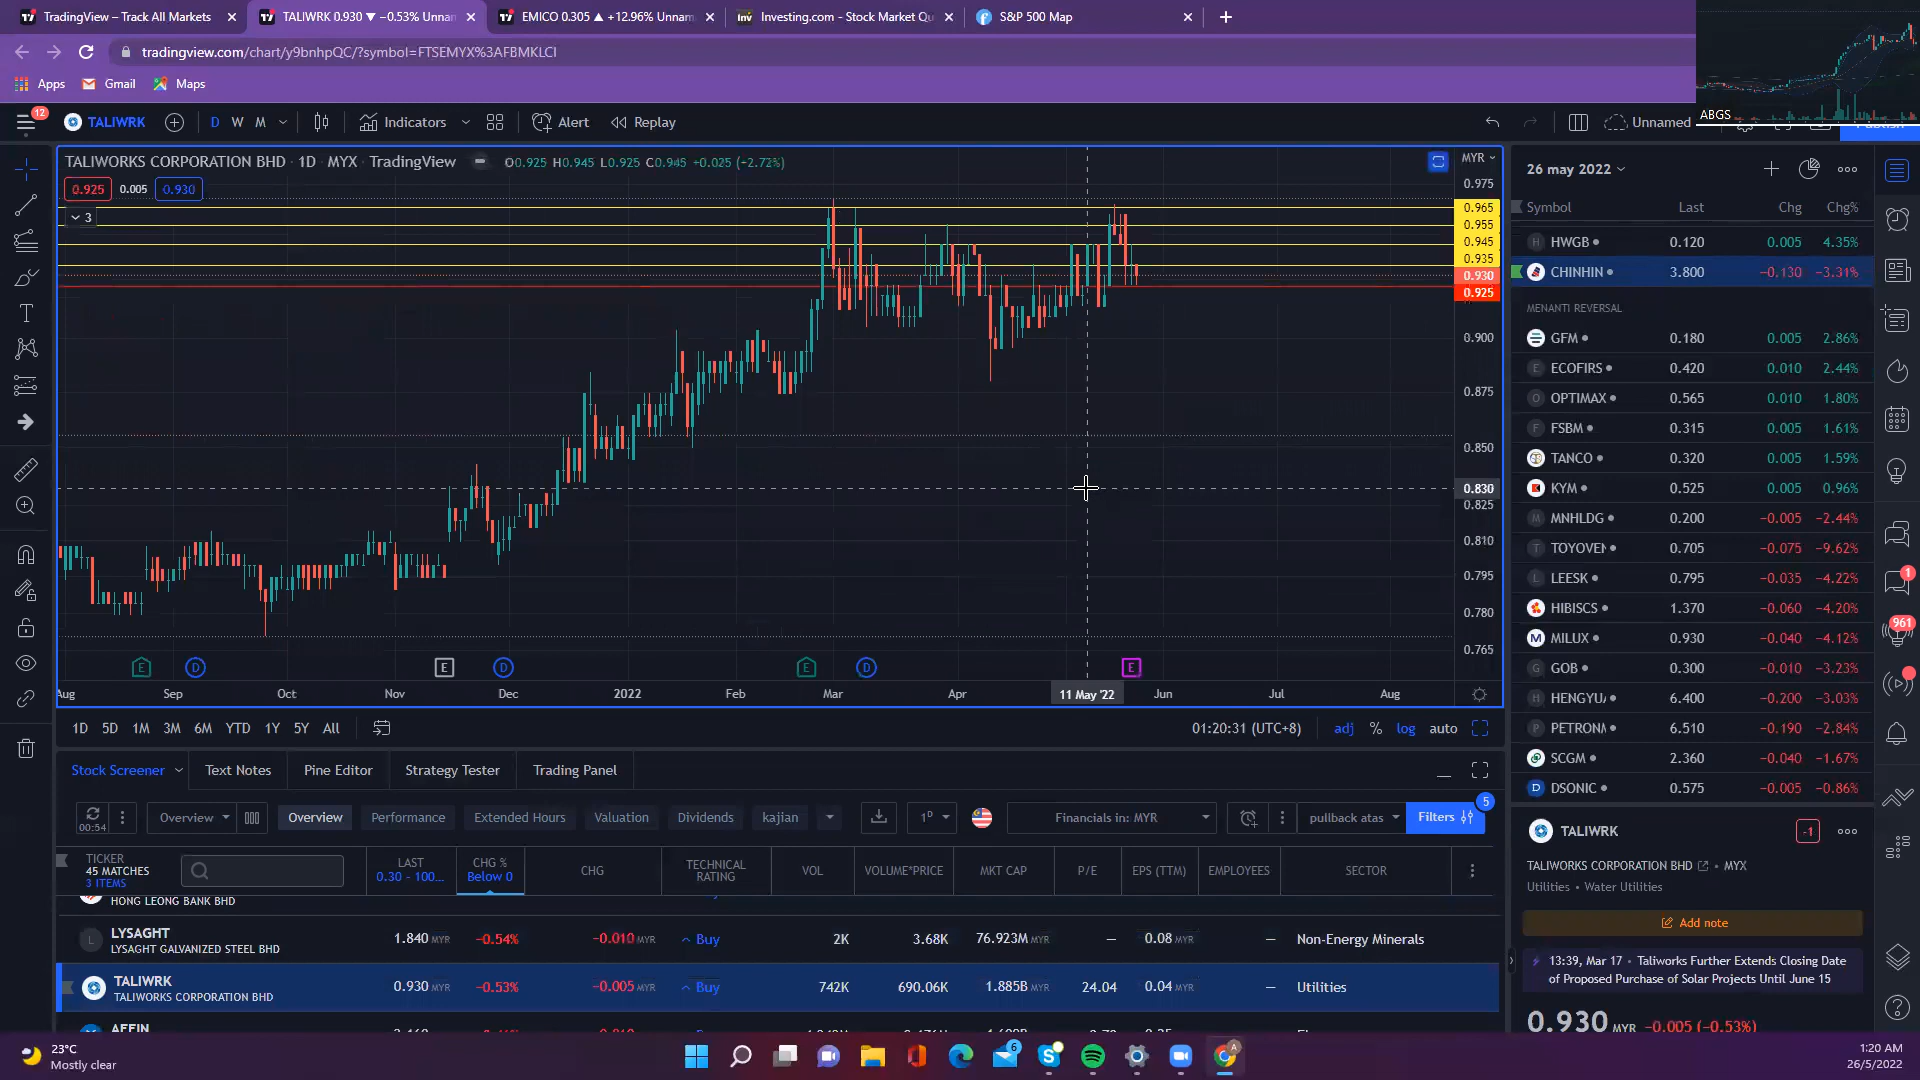 TradingView – Track All Markets
TALIWRK 0.930 ▼ −0.53% Unnan
EMICO 0.305 ▲ +12.96% Unnam
Investing.com - Stock Market Qu
S&P 500 Map
tradingview.com/chart/y9bnhpQC/?symbol=FTSEMYX%3AFBMKLCI
Apps Gmail Maps
ABGS
12
TALIWRK D W M Indicators Alert Replay Unnamed
TALIWORKS CORPORATION BHD · 1D · MYX · TradingView O0.925 H0.945 L0.925 C0.945 +0.025 (+2.72%)
0.925 0.005 0.930
3
MYR
0.975
0.965
0.955
0.945
0.935
0.930
0.925
0.900
0.875
0.850
0.830
0.825
0.810
0.795
0.780
0.765
E D E D E D E
Aug Sep Oct Nov Dec 2022 Feb Mar Apr 11 May '22 Jun Jul Aug
1D 5D 1M 3M 6M YTD 1Y 5Y All
01:20:31 (UTC+8) adj % log auto
Stock Screener Text Notes Pine Editor Strategy Tester Trading Panel
00:54
Overview Overview Performance Extended Hours Valuation Dividends kajian
1D Financials in: MYR pullback atas Filters 5
TICKER
45 MATCHES
3 ITEMS
LAST
0.30 - 100...
CHG %
Below 0
CHG
TECHNICAL
RATING
VOL VOLUME*PRICE MKT CAP P/E EPS (TTM) EMPLOYEES SECTOR
HONG LEONG BANK BHD
L LYSAGHT
LYSAGHT GALVANIZED STEEL BHD
1.840 MYR −0.54% −0.010 MYR Buy 2K 3.68K 76.923M MYR — 0.08 MYR — Non-Energy Minerals
TALIWRK
TALIWORKS CORPORATION BHD
0.930 MYR −0.53% −0.005 MYR Buy 742K 690.06K 1.885B MYR 24.04 0.04 MYR — Utilities
AFFIN
26 may 2022
Symbol Last Chg Chg%
H HWGB 0.120 0.005 4.35%
CHINHIN 3.800 −0.130 −3.31%
MENANTI REVERSAL
GFM 0.180 0.005 2.86%
E ECOFIRS 0.420 0.010 2.44%
O OPTIMAX 0.565 0.010 1.80%
F FSBM 0.315 0.005 1.61%
TANCO 0.320 0.005 1.59%
KYM 0.525 0.005 0.96%
M MNHLDG 0.200 −0.005 −2.44%
T TOYOVEN 0.705 −0.075 −9.62%
L LEESK 0.795 −0.035 −4.22%
HIBISCS 1.370 −0.060 −4.20%
M MILUX 0.930 −0.040 −4.12%
G GOB 0.300 −0.010 −3.23%
H HENGYU 6.400 −0.200 −3.03%
P PETRONM 6.510 −0.190 −2.84%
SCGM 2.360 −0.040 −1.67%
D DSONIC 0.575 −0.005 −0.86%
1
961
TALIWRK -1
TALIWORKS CORPORATION BHD • MYX
Utilities • Water Utilities
Add note
13:39, Mar 17 • Taliworks Further Extends Closing Date
of Proposed Purchase of Solar Projects Until June 15
0.930 MYR −0.005 (−0.53%)
23°C
Mostly clear
6
A
1:20 AM
26/5/2022